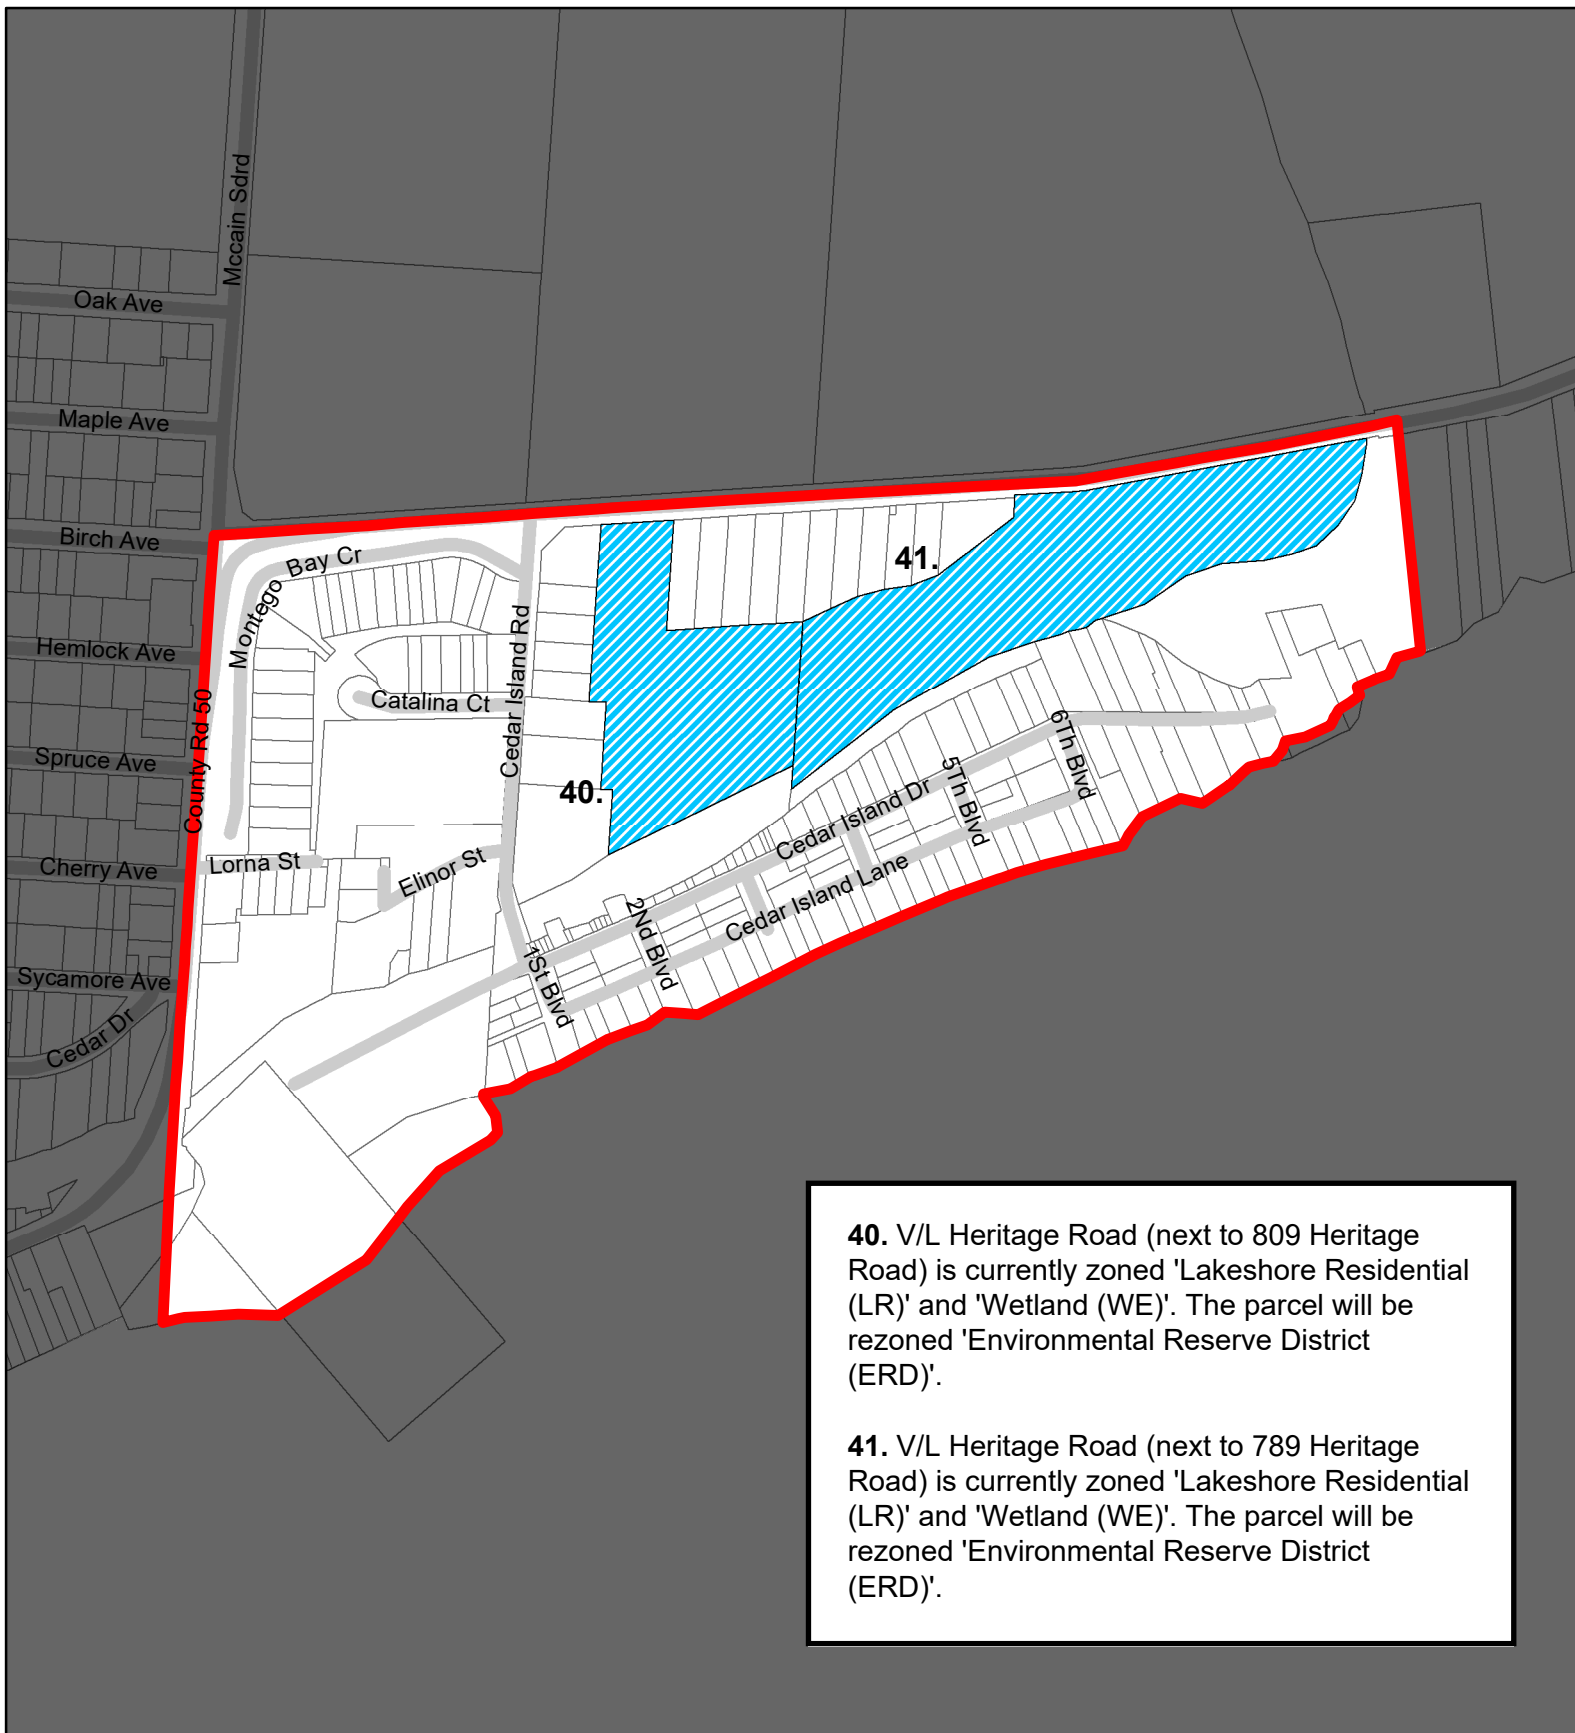 Mccain Sdrd
Oak Ave
Maple Ave
Birch Ave
Bay Cr
Montego
41.
Hemlock Ave
Cedar Island Rd
Catalina Ct
County Rd 50
Spruce Ave
6Th Blvd
5Th Blvd
40.
Cedar Island Dr
Cherry Ave
Lorna St
Elinor St
Cedar Island Lane
2Nd Blvd
1St Blvd
Sycamore Ave
Cedar Dr
40. V/L Heritage Road (next to 809 Heritage
Road) is currently zoned 'Lakeshore Residential
(LR)' and 'Wetland (WE)'. The parcel will be
rezoned 'Environmental Reserve District
(ERD)'.
41. V/L Heritage Road (next to 789 Heritage
Road) is currently zoned 'Lakeshore Residential
(LR)' and 'Wetland (WE)'. The parcel will be
rezoned 'Environmental Reserve District
(ERD)'.